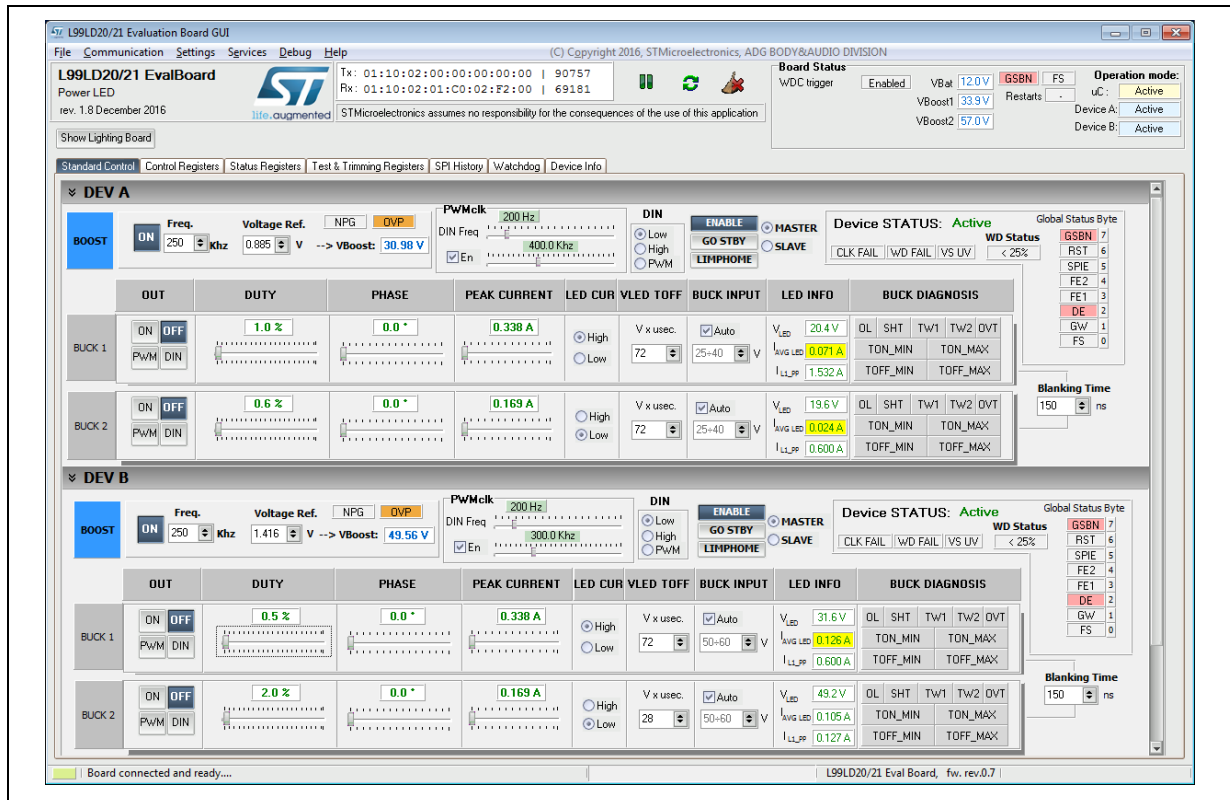 L99LD20/21 Evaluation Board GUI
File Communication Settings Services Debug Help (C) Copyright 2016, STMicroelectronics, ADG BODY&AUDIO DIVISION
L99LD20/21 EvalBoard
Power LED
rev. 1.8 December 2016
life.augmented
Tx: 01:10:02:00:00:00:00:00 | 90757
Rx: 01:10:02:01:C0:02:F2:00 | 69181
STMicroelectronics assumes no responsibility for the consequences of the use of this application
Board Status
WDC trigger Enabled VBat 12.0 V GSBN FS Operation mode:
VBoost1 33.9 V Restarts - uC : Active
VBoost2 57.0 V Device A: Active
Device B: Active
Show Lighting Board
Standard Control Control Registers Status Registers Test & Trimming Registers SPI History Watchdog Device Info
DEV A
BOOST ON Freq. 250 Khz Voltage Ref. 0.885 V NPG OVP --> VBoost: 30.98 V
PWMclk 200 Hz
DIN Freq
400.0 Khz
En
DIN
Low
High
PWM
ENABLE
GO STBY
LIMPHOME
MASTER
SLAVE
Device STATUS: Active
WD Status
CLK FAIL WD FAIL VS UV < 25%
Global Status Byte
GSBN 7
RST 6
SPIE 5
FE2 4
FE1 3
DE 2
GW 1
FS 0
OUT DUTY PHASE PEAK CURRENT LED CUR VLED TOFF BUCK INPUT LED INFO BUCK DIAGNOSIS
BUCK 1
ON OFF
PWM DIN
1.0 %
0.0 °
0.338 A
High
Low
V x usec.
72
Auto
25÷40 V
VLED 20.4 V
IAVG LED 0.071 A
IL1_PP 1.532 A
OL SHT TW1 TW2 OVT
TON_MIN TON_MAX
TOFF_MIN TOFF_MAX
BUCK 2
ON OFF
PWM DIN
0.6 %
0.0 °
0.169 A
High
Low
V x usec.
72
Auto
25÷40 V
VLED 19.6 V
IAVG LED 0.024 A
IL1_PP 0.600 A
OL SHT TW1 TW2 OVT
TON_MIN TON_MAX
TOFF_MIN TOFF_MAX
Blanking Time
150 ns
DEV B
BOOST ON Freq. 250 Khz Voltage Ref. 1.416 V NPG OVP --> VBoost: 49.56 V
PWMclk 200 Hz
DIN Freq
300.0 Khz
En
DIN
Low
High
PWM
ENABLE
GO STBY
LIMPHOME
MASTER
SLAVE
Device STATUS: Active
WD Status
CLK FAIL WD FAIL VS UV < 25%
Global Status Byte
GSBN 7
RST 6
SPIE 5
FE2 4
FE1 3
DE 2
GW 1
FS 0
OUT DUTY PHASE PEAK CURRENT LED CUR VLED TOFF BUCK INPUT LED INFO BUCK DIAGNOSIS
BUCK 1
ON OFF
PWM DIN
0.5 %
0.0 °
0.338 A
High
Low
V x usec.
72
Auto
50÷60 V
VLED 31.6 V
IAVG LED 0.126 A
IL1_PP 0.600 A
OL SHT TW1 TW2 OVT
TON_MIN TON_MAX
TOFF_MIN TOFF_MAX
BUCK 2
ON OFF
PWM DIN
2.0 %
0.0 °
0.169 A
High
Low
V x usec.
28
Auto
50÷60 V
VLED 49.2 V
IAVG LED 0.105 A
IL1_PP 0.127 A
OL SHT TW1 TW2 OVT
TON_MIN TON_MAX
TOFF_MIN TOFF_MAX
Blanking Time
150 ns
Board connected and ready.... L99LD20/21 Eval Board, fw. rev.0.7